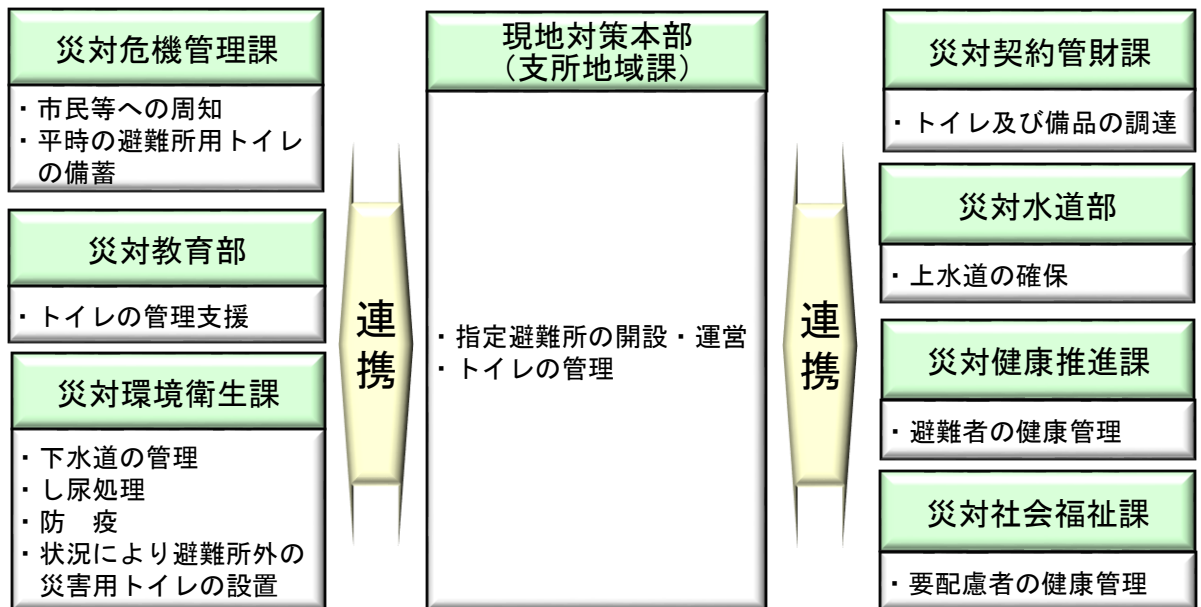 災対危機管理課
・市民等への周知
・平時の避難所用トイレ
の備蓄
災対教育部
・トイレの管理支援
災対環境衛生課
・下水道の管理
・し尿処理
・防　疫
・状況により避難所外の
災害用トイレの設置
連携
現地対策本部
（支所地域課）
・指定避難所の開設・運営
・トイレの管理
連携
災対契約管財課
・トイレ及び備品の調達
災対水道部
・上水道の確保
災対健康推進課
・避難者の健康管理
災対社会福祉課
・要配慮者の健康管理